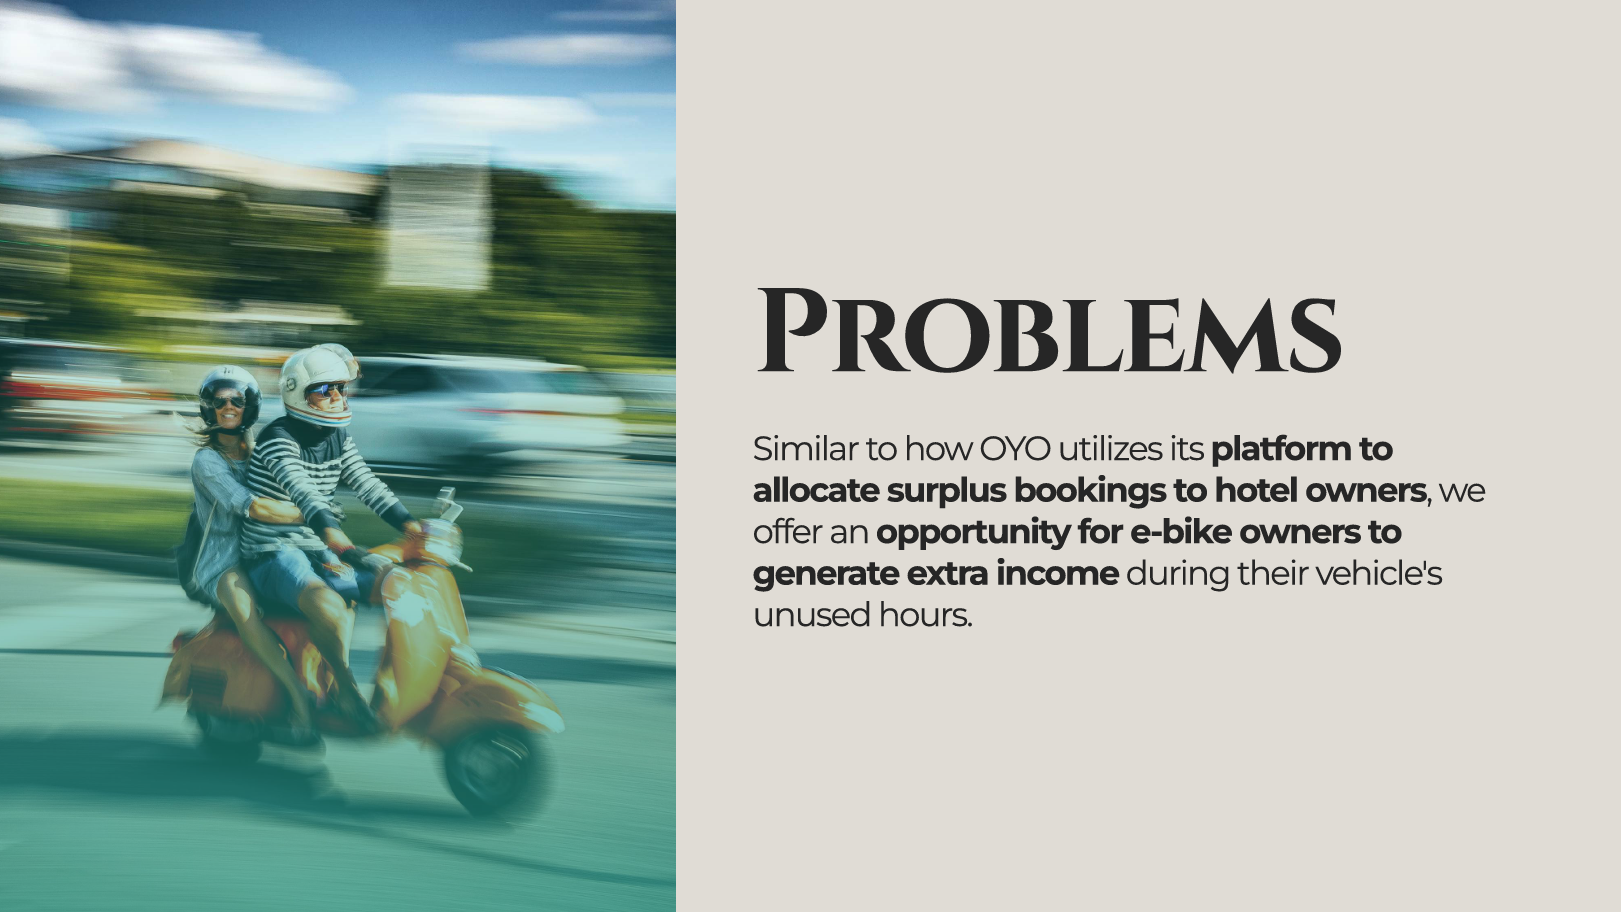 Problems
Similar to how OYO utilizes its platform to
allocate surplus bookings to hotel owners, we
offer an opportunity for e-bike owners to
generate extra income during their vehicle's
unused hours.